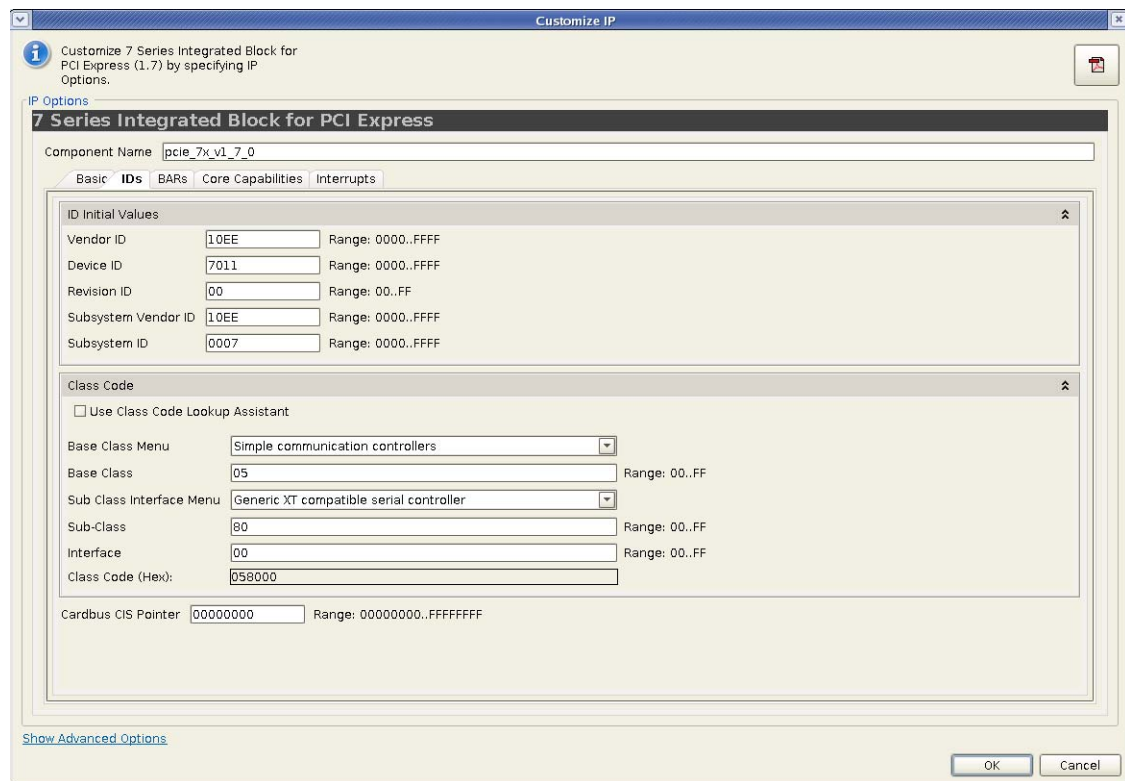 Customize IP
Customize 7 Series Integrated Block for
PCI Express (1.7) by specifying IP
Options.
IP Options
7 Series Integrated Block for PCI Express
Component Name pcie_7x_v1_7_0
Basic IDs BARs Core Capabilities Interrupts
ID Initial Values
Vendor ID 10EE Range: 0000..FFFF
Device ID 7011 Range: 0000..FFFF
Revision ID 00 Range: 00..FF
Subsystem Vendor ID 10EE Range: 0000..FFFF
Subsystem ID 0007 Range: 0000..FFFF
Class Code
Use Class Code Lookup Assistant
Base Class Menu Simple communication controllers
Base Class 05 Range: 00..FF
Sub Class Interface Menu Generic XT compatible serial controller
Sub-Class 80 Range: 00..FF
Interface 00 Range: 00..FF
Class Code (Hex): 058000
Cardbus CIS Pointer 00000000 Range: 00000000..FFFFFFFF
Show Advanced Options
OK Cancel